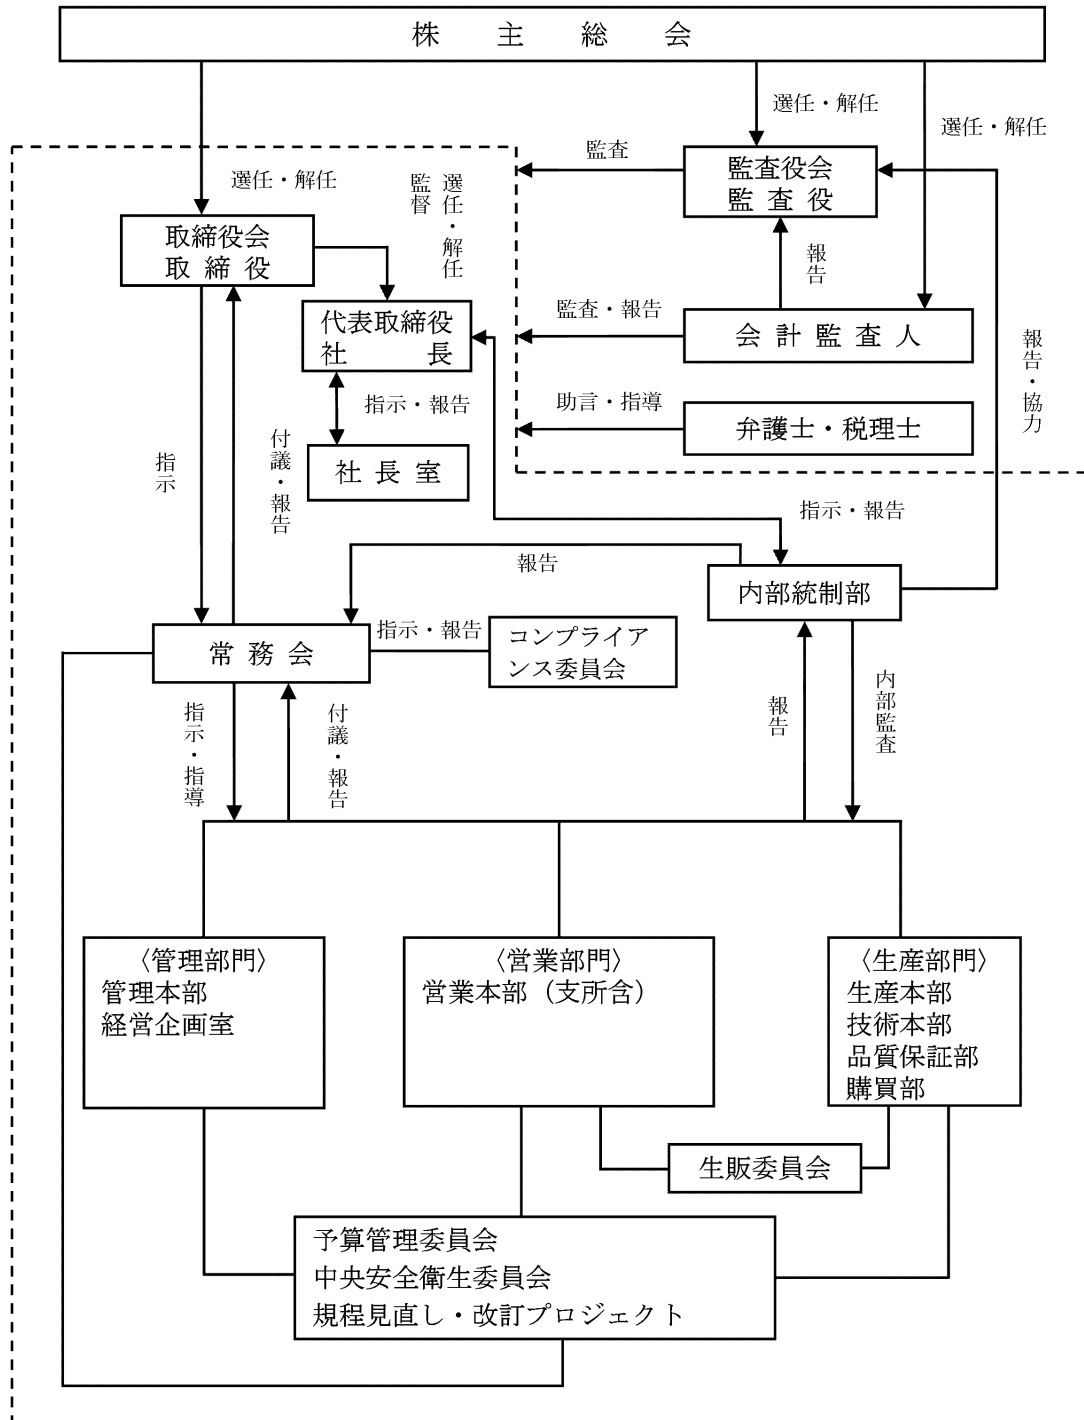 株主総会
選任・解任
選任・解任
監査
監査役会
監査役
選任・解任
選任・解任
監督
取締役会
取締役
報告
代表取締役
社長
監査・報告
会計監査人
報告・協力
指示・報告
助言・指導
弁護士・税理士
指示
付議・報告
社長室
指示・報告
報告
内部統制部
常務会
指示・報告
コンプライア
ンス委員会
指示・指導
付議・報告
報告
内部監査
〈管理部門〉
管理本部
経営企画室
〈営業部門〉
営業本部（支所含）
〈生産部門〉
生産本部
技術本部
品質保証部
購買部
生販委員会
予算管理委員会
中央安全衛生委員会
規程見直し・改訂プロジェクト